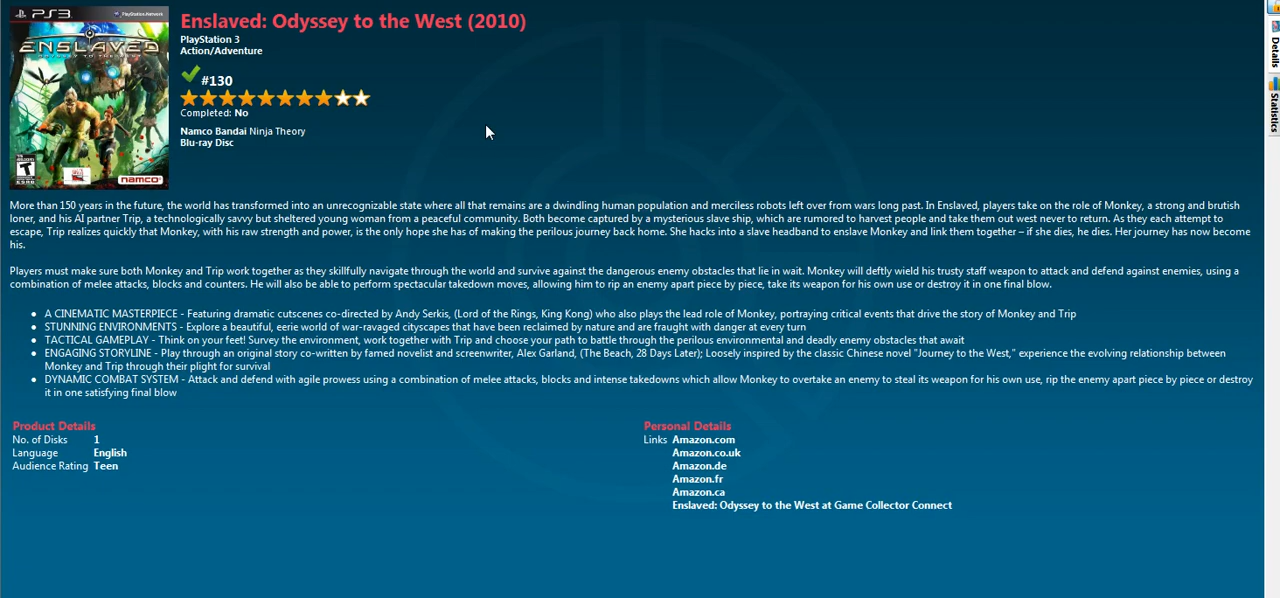 PS3 PlayStation Network
ENSLAVED
ODYSSEY TO THE WEST
T
ESRB
namco
Enslaved: Odyssey to the West (2010)
PlayStation 3
Action/Adventure
#130
Completed: No
Namco Bandai Ninja Theory
Blu-ray Disc
More than 150 years in the future, the world has transformed into an unrecognizable state where all that remains are a dwindling human population and merciless robots left over from wars long past. In Enslaved, players take on the role of Monkey, a strong and brutish
loner, and his AI partner Trip, a technologically savvy but sheltered young woman from a peaceful community. Both become captured by a mysterious slave ship, which are rumored to harvest people and take them out west never to return. As they each attempt to
escape, Trip realizes quickly that Monkey, with his raw strength and power, is the only hope she has of making the perilous journey back home. She hacks into a slave headband to enslave Monkey and link them together – if she dies, he dies. Her journey has now become
his.
Players must make sure both Monkey and Trip work together as they skillfully navigate through the world and survive against the dangerous enemy obstacles that lie in wait. Monkey will deftly wield his trusty staff weapon to attack and defend against enemies, using a
combination of melee attacks, blocks and counters. He will also be able to perform spectacular takedown moves, allowing him to rip an enemy apart piece by piece, take its weapon for his own use or destroy it in one final blow.
• A CINEMATIC MASTERPIECE - Featuring dramatic cutscenes co-directed by Andy Serkis, (Lord of the Rings, King Kong) who also plays the lead role of Monkey, portraying critical events that drive the story of Monkey and Trip
• STUNNING ENVIRONMENTS - Explore a beautiful, eerie world of war-ravaged cityscapes that have been reclaimed by nature and are fraught with danger at every turn
• TACTICAL GAMEPLAY - Think on your feet! Survey the environment, work together with Trip and choose your path to battle through the perilous environmental and deadly enemy obstacles that await
• ENGAGING STORYLINE - Play through an original story co-written by famed novelist and screenwriter, Alex Garland, (The Beach, 28 Days Later); Loosely inspired by the classic Chinese novel "Journey to the West," experience the evolving relationship between
Monkey and Trip through their plight for survival
• DYNAMIC COMBAT SYSTEM - Attack and defend with agile prowess using a combination of melee attacks, blocks and intense takedowns which allow Monkey to overtake an enemy to steal its weapon for his own use, rip the enemy apart piece by piece or destroy
it in one satisfying final blow
Product Details
No. of Disks 1
Language English
Audience Rating Teen
Personal Details
Links Amazon.com
Amazon.co.uk
Amazon.de
Amazon.fr
Amazon.ca
Enslaved: Odyssey to the West at Game Collector Connect
Details
Statistics